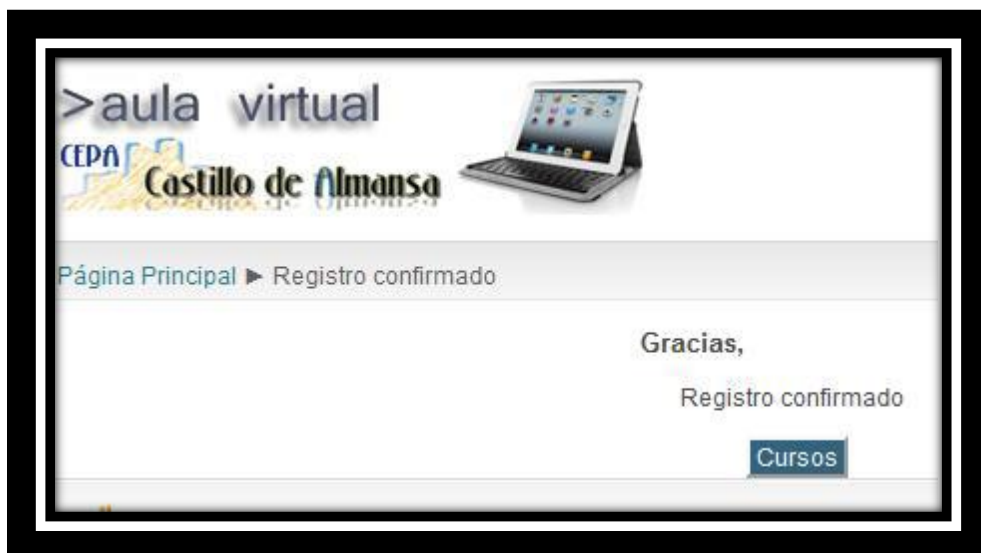 >aula virtual
CEPA
Castillo de Almansa
Página Principal ► Registro confirmado
Gracias,
Registro confirmado
Cursos